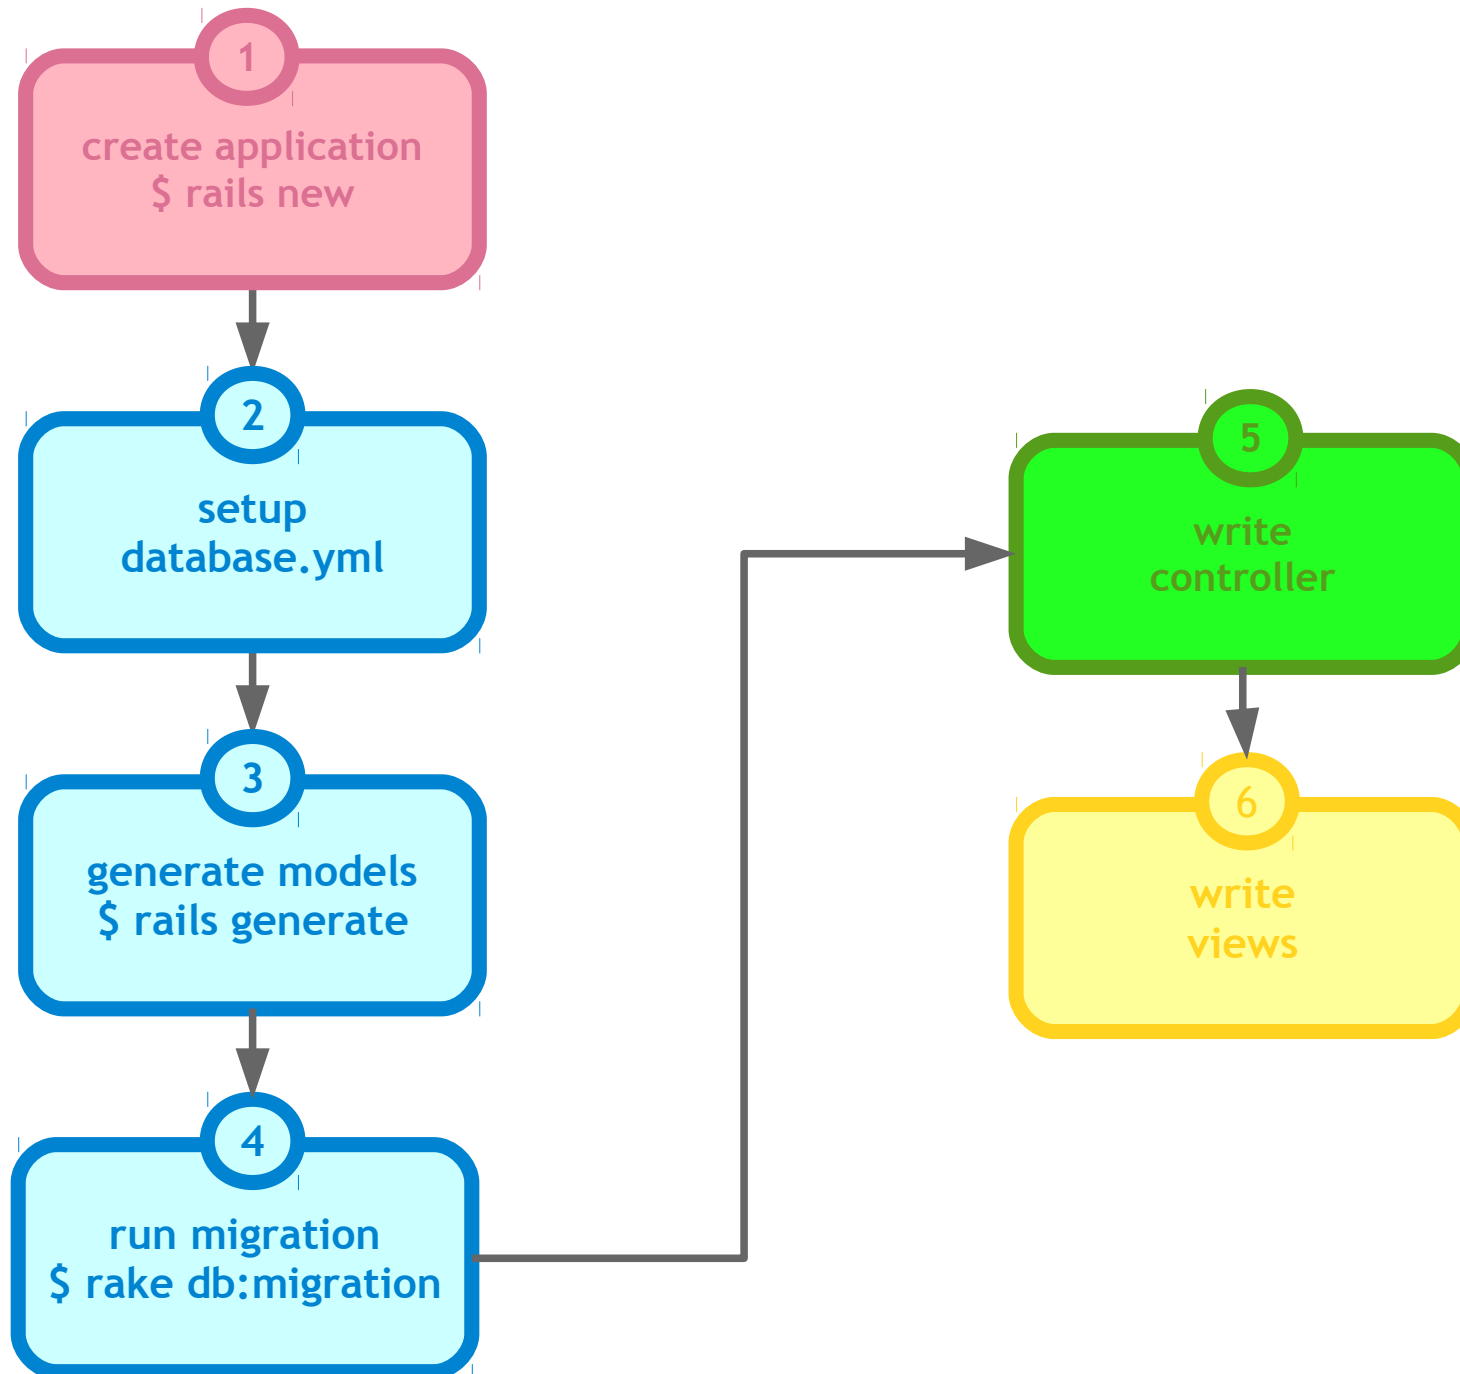 1
create application
$ rails new
2
setup
database.yml
3
generate models
$ rails generate
4
run migration
$ rake db:migration
5
write
controller
6
write
views